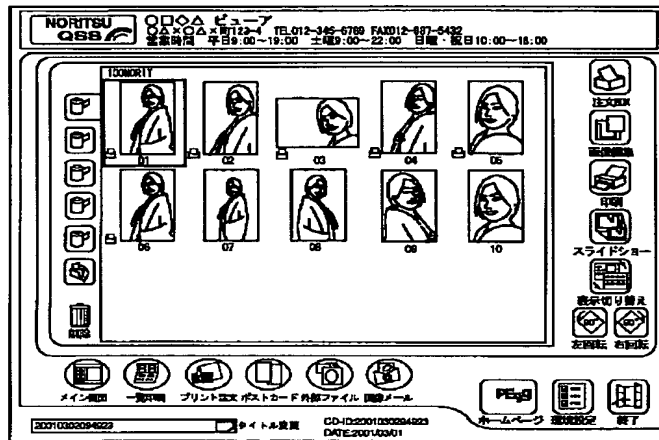 NORITSU
QSS
〇□◇△ ビューア
〇△×〇△×町123-4 TEL012-345-6789 FAX012-987-5432
営業時間 平日9:00~19:00 土曜9:00~22:00 日曜・祝日10:00~18:00
100NORIT
01 02 03 04 05
06 07 08 09 10
注文BOX
画像編集
印刷
スライドショー
表示切り替え
90° 90°
左回転 右回転
削除
メイン画面 一覧印刷 プリント注文 ポストカード 外部ファイル 画像メール
ホームページ 環境設定 終了
20010302094923 タイトル変更
CD-ID:20010302094923
DATE:2001/03/01